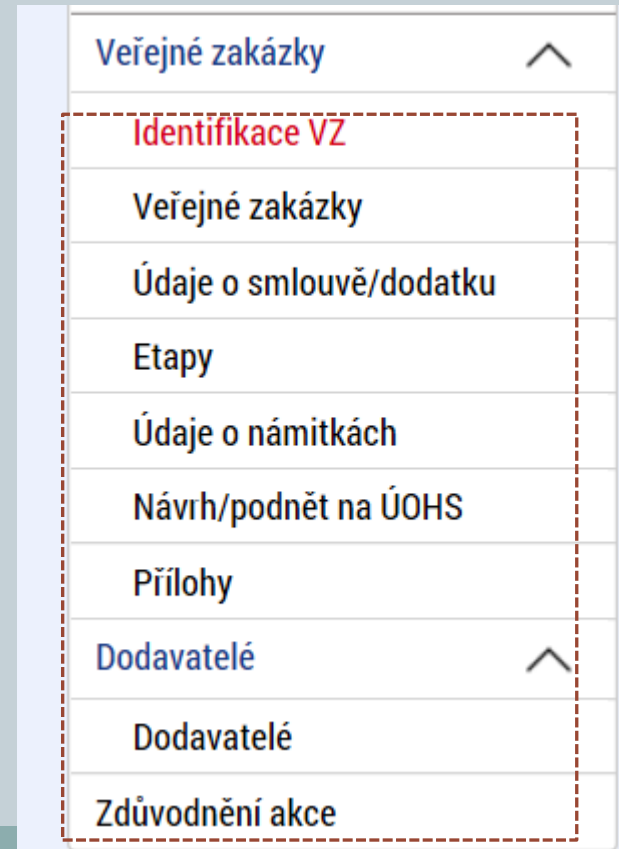 Veřejné zakázky
Identifikace VZ
Veřejné zakázky
Údaje o smlouvě/dodatku
Etapy
Údaje o námitkách
Návrh/podnět na ÚOHS
Přílohy
Dodavatelé
Dodavatelé
Zdůvodnění akce